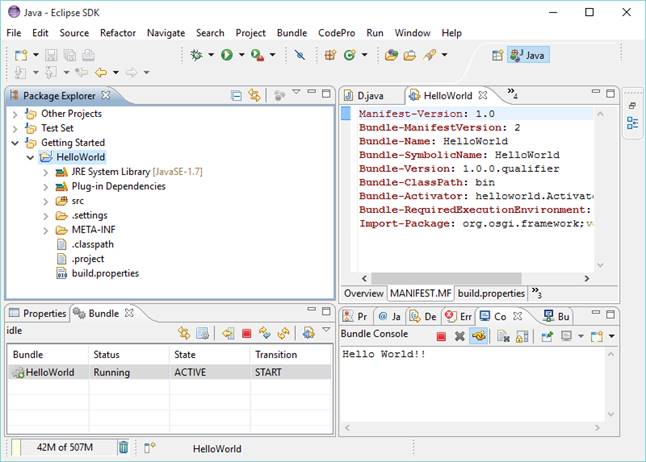 Java - Eclipse SDK
File Edit Source Refactor Navigate Search Project Bundle CodePro Run Window Help
Java
Package Explorer
Other Projects
Test Set
Getting Started
HelloWorld
JRE System Library [JavaSE-1.7]
Plug-in Dependencies
src
.settings
META-INF
.classpath
.project
build.properties
D.java HelloWorld 4
Manifest-Version: 1.0
Bundle-ManifestVersion: 2
Bundle-Name: HelloWorld
Bundle-SymbolicName: HelloWorld
Bundle-Version: 1.0.0.qualifier
Bundle-ClassPath: bin
Bundle-Activator: helloworld.Activato
Bundle-RequiredExecutionEnvironment:
Import-Package: org.osgi.framework;v
Overview MANIFEST.MF build.properties 3
Properties Bundle
idle
Bundle Status State Transition
HelloWorld Running ACTIVE START
Pr Ja De Err Co Bu
Bundle Console
Hello World!!
42M of 507M HelloWorld